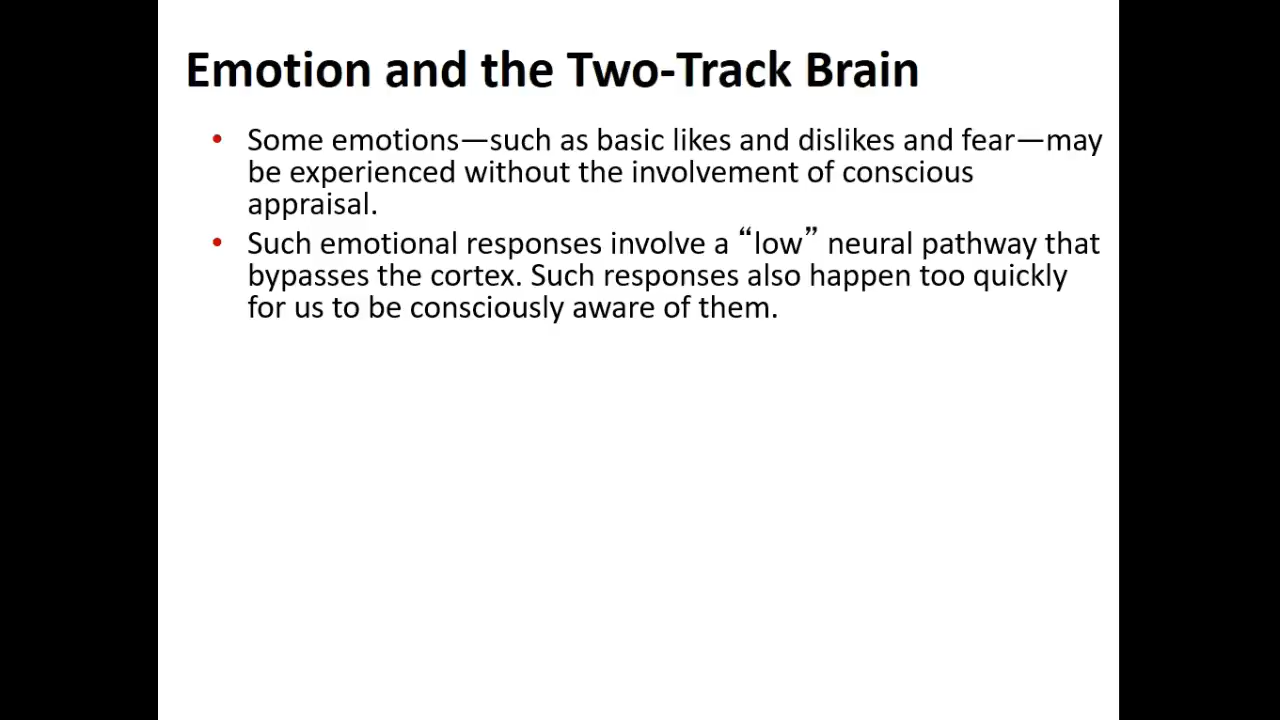 Emotion and the Two-Track Brain
• Some emotions—such as basic likes and dislikes and fear—may
be experienced without the involvement of conscious
appraisal.
• Such emotional responses involve a “low” neural pathway that
bypasses the cortex. Such responses also happen too quickly
for us to be consciously aware of them.